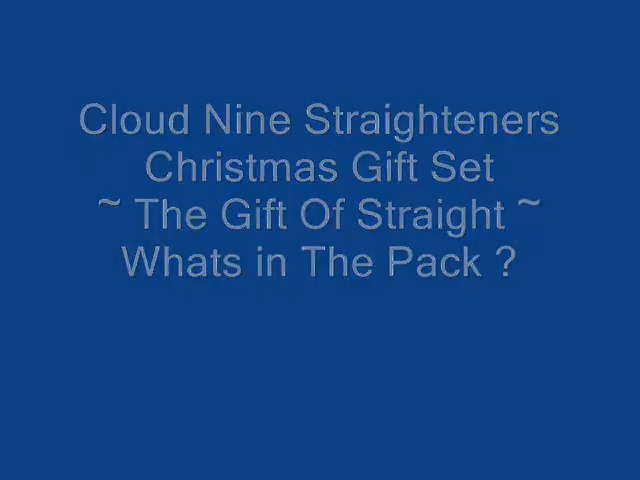 Cloud Nine Straighteners
Christmas Gift Set
~ The Gift Of Straight ~
Whats in The Pack ?